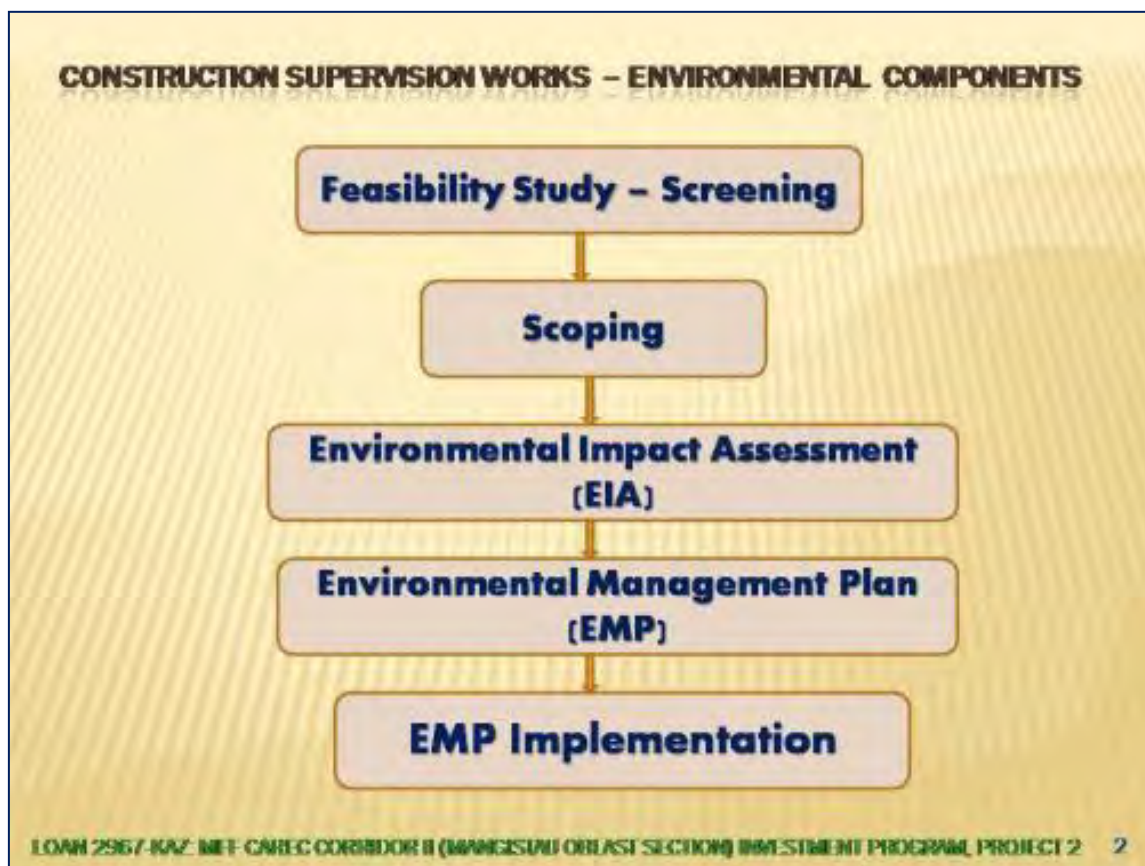 CONSTRUCTION SUPERVISION WORKS – ENVIRONMENTAL COMPONENTS
Feasibility Study – Screening
Scoping
Environmental Impact Assessment
(EIA)
Environmental Management Plan
(EMP)
EMP Implementation
LOAN 2967-KAZ: MFF CAREC CORRIDOR II (MANGISTAU OBLAST SECTION) INVESTMENT PROGRAM, PROJECT 2 2